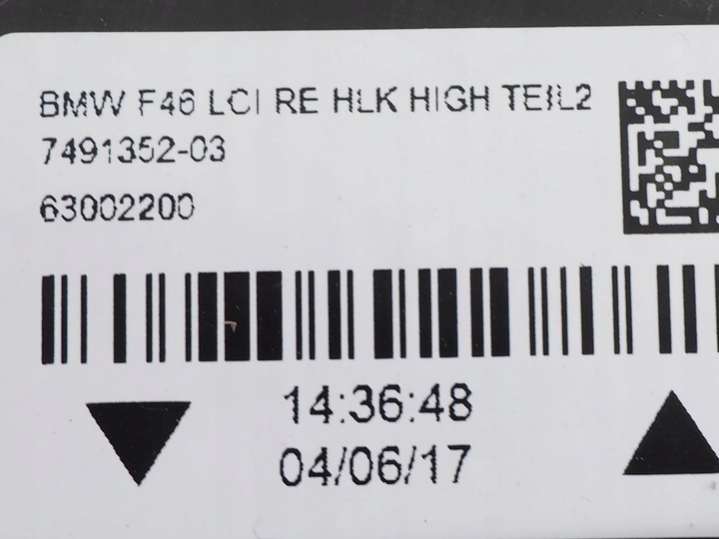 BMW F46 LCI RE HLK HIGH TEIL2
7491352-03
63002200
14:36:48
04/06/17